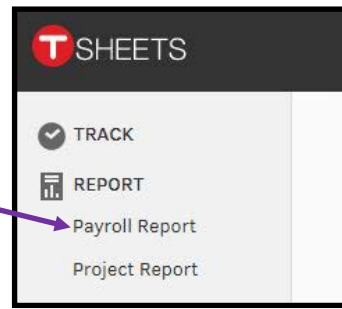 TSHEETS
TRACK
REPORT
Payroll Report
Project Report